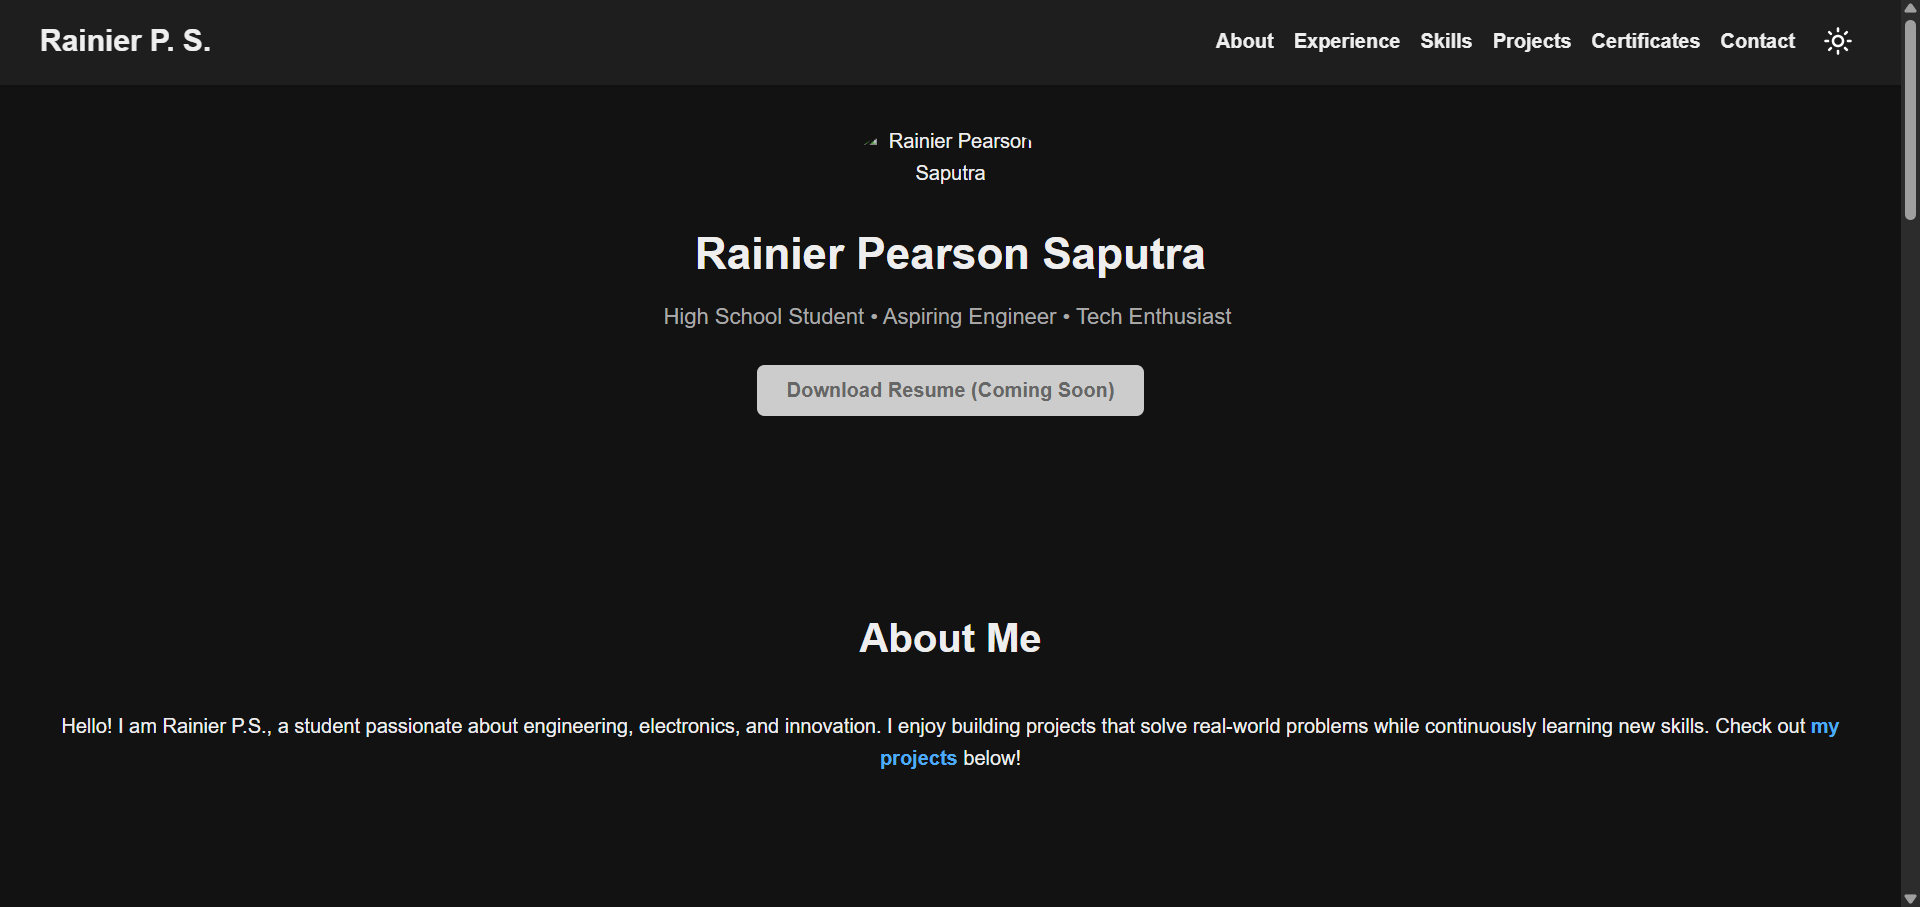 Rainier P. S.
About Experience Skills Projects Certificates Contact
Rainier Pearson
Saputra
Rainier Pearson Saputra
High School Student • Aspiring Engineer • Tech Enthusiast
Download Resume (Coming Soon)
About Me
Hello! I am Rainier P.S., a student passionate about engineering, electronics, and innovation. I enjoy building projects that solve real-world problems while continuously learning new skills. Check out my
projects below!